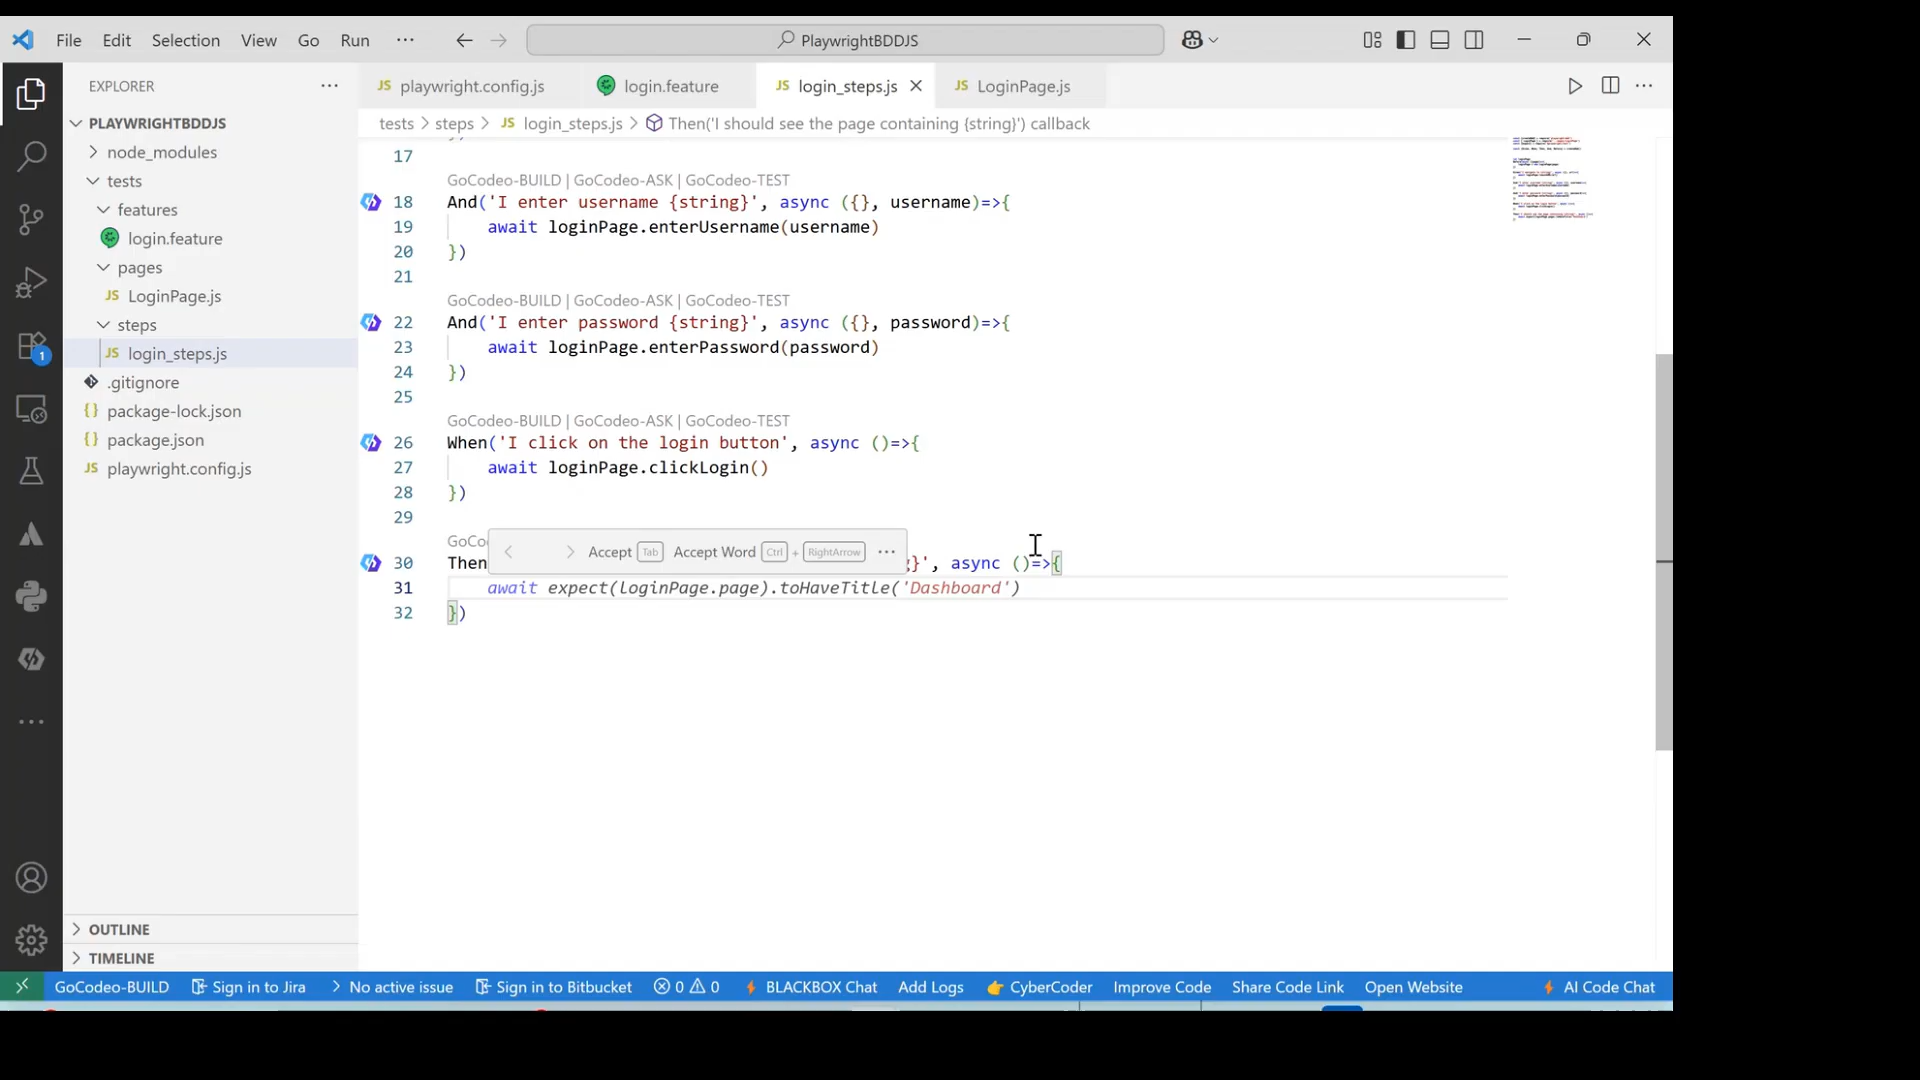 File Edit Selection View Go Run ··· PlaywrightBDDJS
EXPLORER ···
playwright.config.js login.feature login_steps.js LoginPage.js
tests > steps > JS login_steps.js > Then('I should see the page containing {string}') callback
PLAYWRIGHTBDDJS
node_modules
tests
features
login.feature
pages
JS LoginPage.js
steps
JS login_steps.js
.gitignore
{} package-lock.json
{} package.json
JS playwright.config.js
OUTLINE
TIMELINE
1
17
GoCodeo-BUILD | GoCodeo-ASK | GoCodeo-TEST
18 And('I enter username {string}', async ({}, username)=>{
19 await loginPage.enterUsername(username)
20 })
21
GoCodeo-BUILD | GoCodeo-ASK | GoCodeo-TEST
22 And('I enter password {string}', async ({}, password)=>{
23 await loginPage.enterPassword(password)
24 })
25
GoCodeo-BUILD | GoCodeo-ASK | GoCodeo-TEST
26 When('I click on the login button', async ()=>{
27 await loginPage.clickLogin()
28 })
29
GoCo
< > Accept Tab Accept Word Ctrl + RightArrow ···
30 Then g}', async ()=>{
31 await expect(loginPage.page).toHaveTitle('Dashboard')
32 })
GoCodeo-BUILD Sign in to Jira > No active issue Sign in to Bitbucket 0 0 BLACKBOX Chat Add Logs CyberCoder Improve Code Share Code Link Open Website AI Code Chat